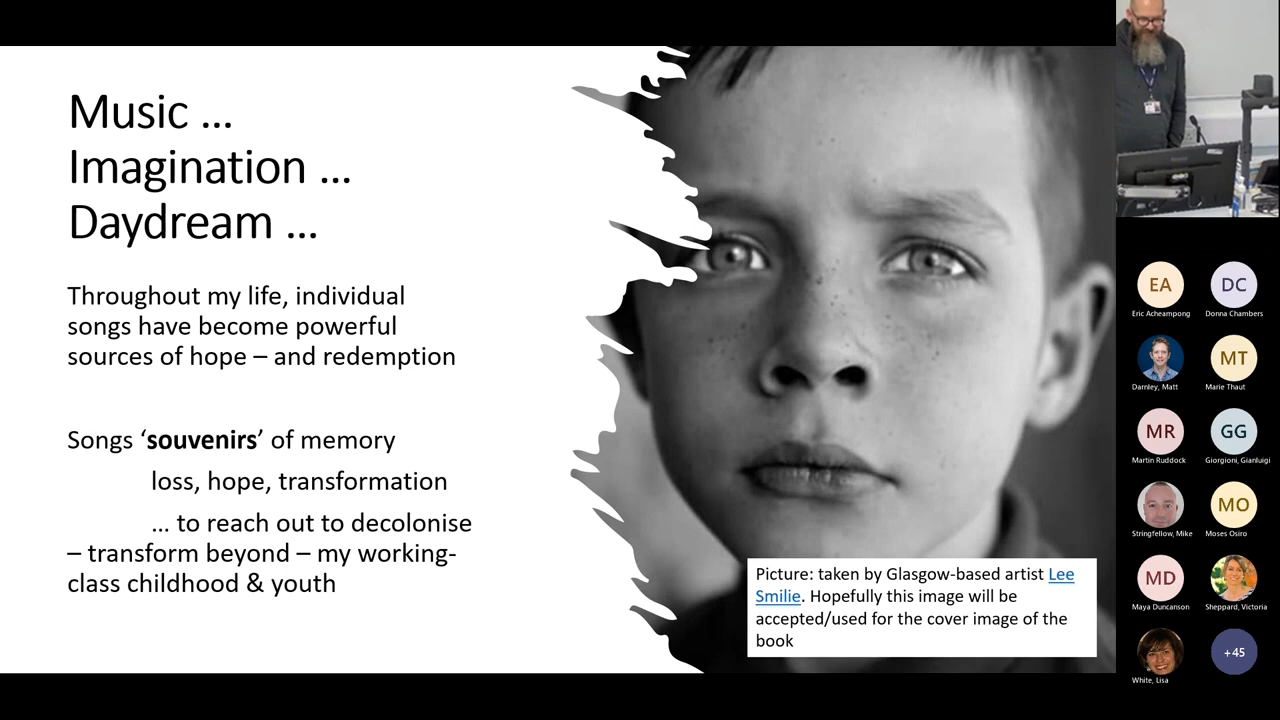 Music ...
Imagination ...
Daydream ...
Throughout my life, individual
songs have become powerful
sources of hope – and redemption
Songs ‘souvenirs’ of memory
loss, hope, transformation
... to reach out to decolonise
– transform beyond – my working-
class childhood & youth
Picture: taken by Glasgow-based artist Lee
Smilie. Hopefully this image will be
accepted/used for the cover image of the
book
EA
Eric Acheampong
DC
Donna Chambers
Darnley, Matt
MT
Marie Thaut
MR
Martin Ruddock
GG
Giorgioni, Gianluigi
Stringfellow, Mike
MO
Moses Osiro
MD
Maya Duncanson
Sheppard, Victoria
White, Lisa
+45